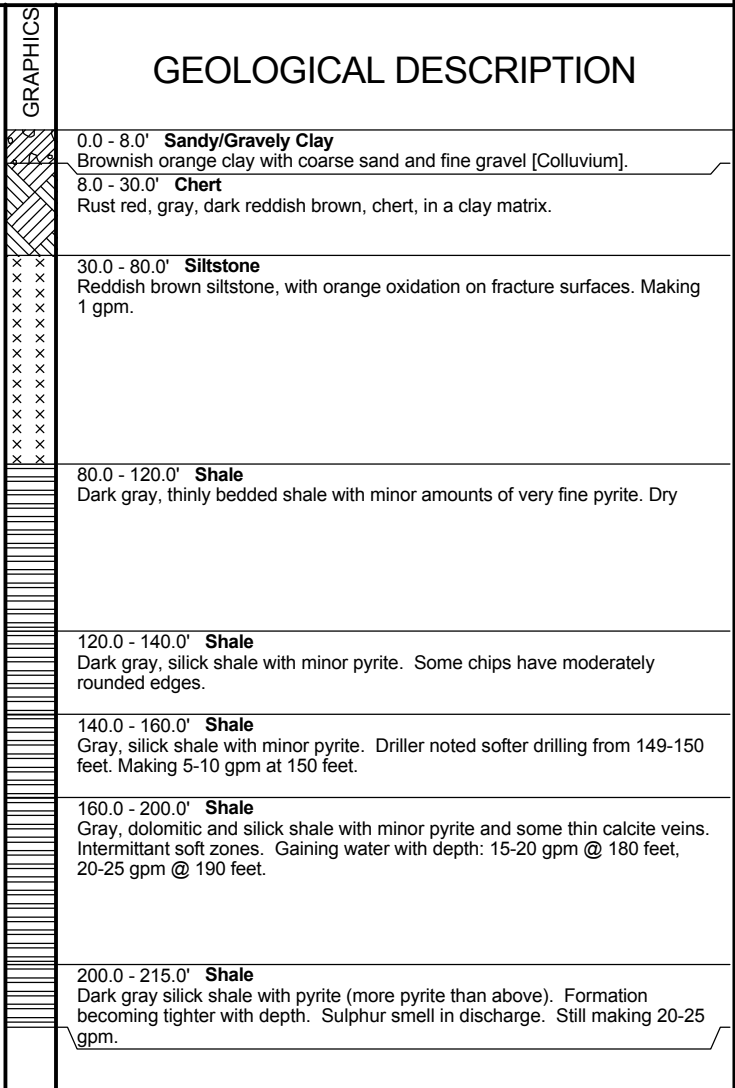 GRAPHICS
GEOLOGICAL DESCRIPTION
0.0 - 8.0' Sandy/Gravely Clay
Brownish orange clay with coarse sand and fine gravel [Colluvium].
8.0 - 30.0' Chert
Rust red, gray, dark reddish brown, chert, in a clay matrix.
30.0 - 80.0' Siltstone
Reddish brown siltstone, with orange oxidation on fracture surfaces. Making
1 gpm.
80.0 - 120.0' Shale
Dark gray, thinly bedded shale with minor amounts of very fine pyrite. Dry
120.0 - 140.0' Shale
Dark gray, silick shale with minor pyrite. Some chips have moderately
rounded edges.
140.0 - 160.0' Shale
Gray, silick shale with minor pyrite. Driller noted softer drilling from 149-150
feet. Making 5-10 gpm at 150 feet.
160.0 - 200.0' Shale
Gray, dolomitic and silick shale with minor pyrite and some thin calcite veins.
Intermittant soft zones. Gaining water with depth: 15-20 gpm @ 180 feet,
20-25 gpm @ 190 feet.
200.0 - 215.0' Shale
Dark gray silick shale with pyrite (more pyrite than above). Formation
becoming tighter with depth. Sulphur smell in discharge. Still making 20-25
gpm.